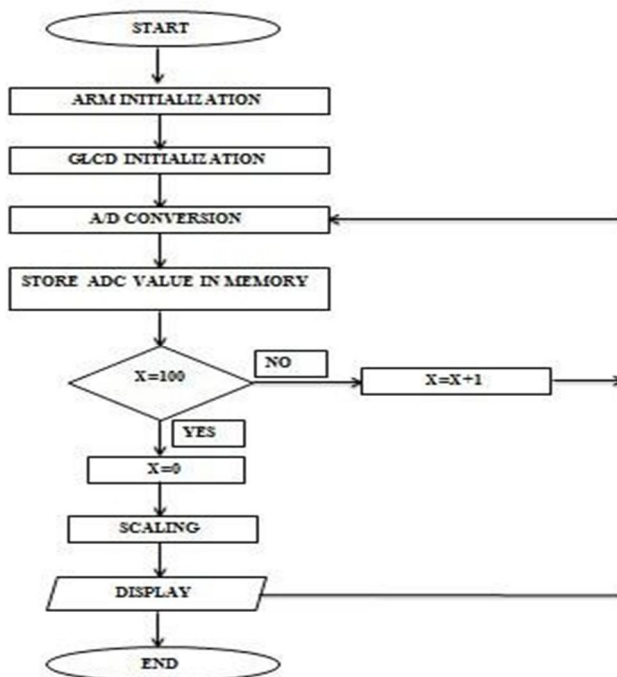 START
ARM INITIALIZATION
GLCD INITIALIZATION
A/D CONVERSION
STORE ADC VALUE IN MEMORY
X=100
NO
X=X+1
YES
X=0
SCALING
DISPLAY
END